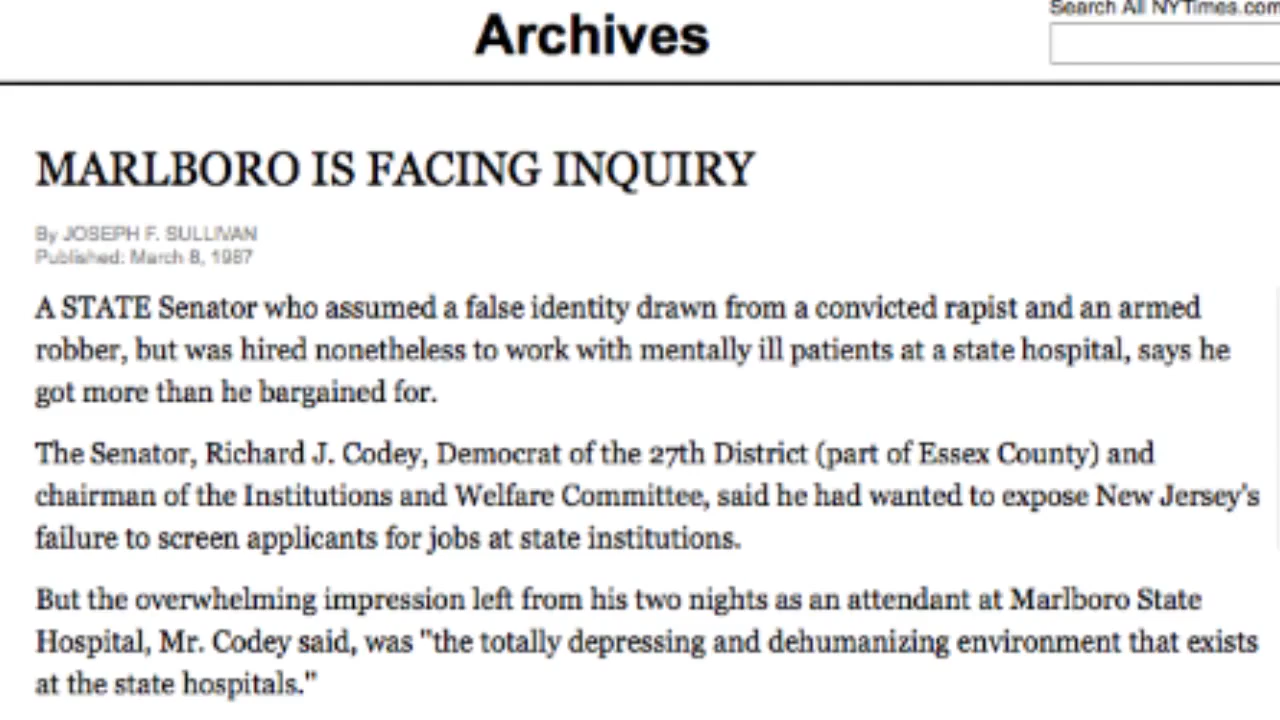 Search All NYTimes.com
Archives
MARLBORO IS FACING INQUIRY
By JOSEPH F. SULLIVAN
Published: March 8, 1987
A STATE Senator who assumed a false identity drawn from a convicted rapist and an armed
robber, but was hired nonetheless to work with mentally ill patients at a state hospital, says he
got more than he bargained for.
The Senator, Richard J. Codey, Democrat of the 27th District (part of Essex County) and
chairman of the Institutions and Welfare Committee, said he had wanted to expose New Jersey's
failure to screen applicants for jobs at state institutions.
But the overwhelming impression left from his two nights as an attendant at Marlboro State
Hospital, Mr. Codey said, was "the totally depressing and dehumanizing environment that exists
at the state hospitals."